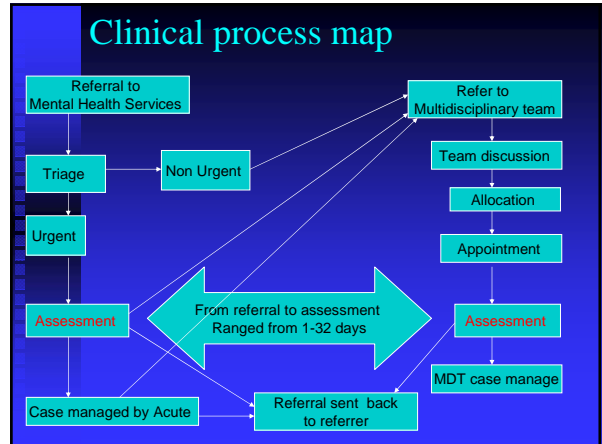 Clinical process map
Referral to
Mental Health Services
Refer to
Multidisciplinary team
Triage
Non Urgent
Team discussion
Allocation
Urgent
Appointment
From referral to assessment
Ranged from 1-32 days
Assessment
Assessment
MDT case manage
Case managed by Acute
Referral sent back
to referrer